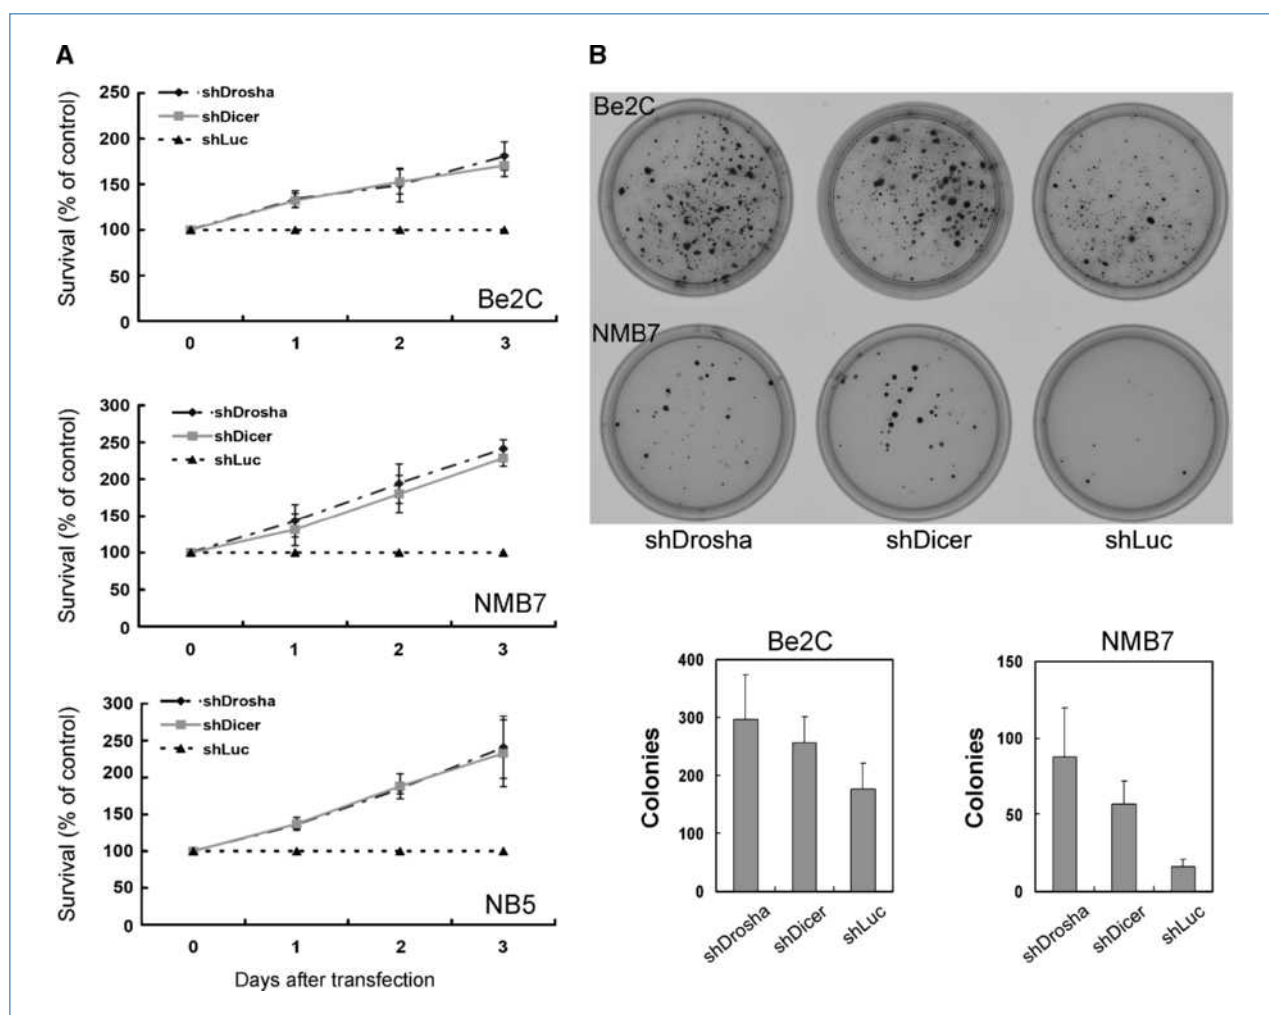 A
Survival (% of control)
250
200
150
100
50
0
shDrosha
shDicer
shLuc
Be2C
0 1 2 3
Survival (% of control)
300
250
200
150
100
50
0
shDrosha
shDicer
shLuc
NMB7
0 1 2 3
Survival (% of control)
300
250
200
150
100
50
0
shDrosha
shDicer
shLuc
NB5
0 1 2 3
Days after transfection
B
Be2C
NMB7
shDrosha shDicer shLuc
Be2C
Colonies
400
300
200
100
0
shDrosha shDicer shLuc
NMB7
Colonies
150
100
50
0
shDrosha shDicer shLuc